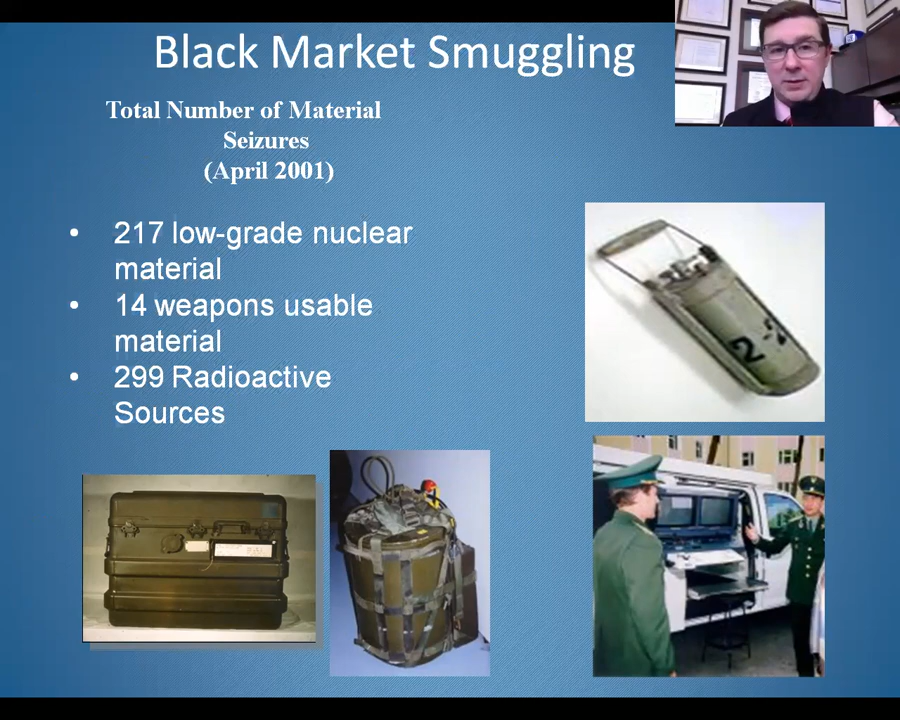 Black Market Smuggling
Total Number of Material
Seizures
(April 2001)
• 217 low-grade nuclear
material
• 14 weapons usable
material
• 299 Radioactive
Sources
2